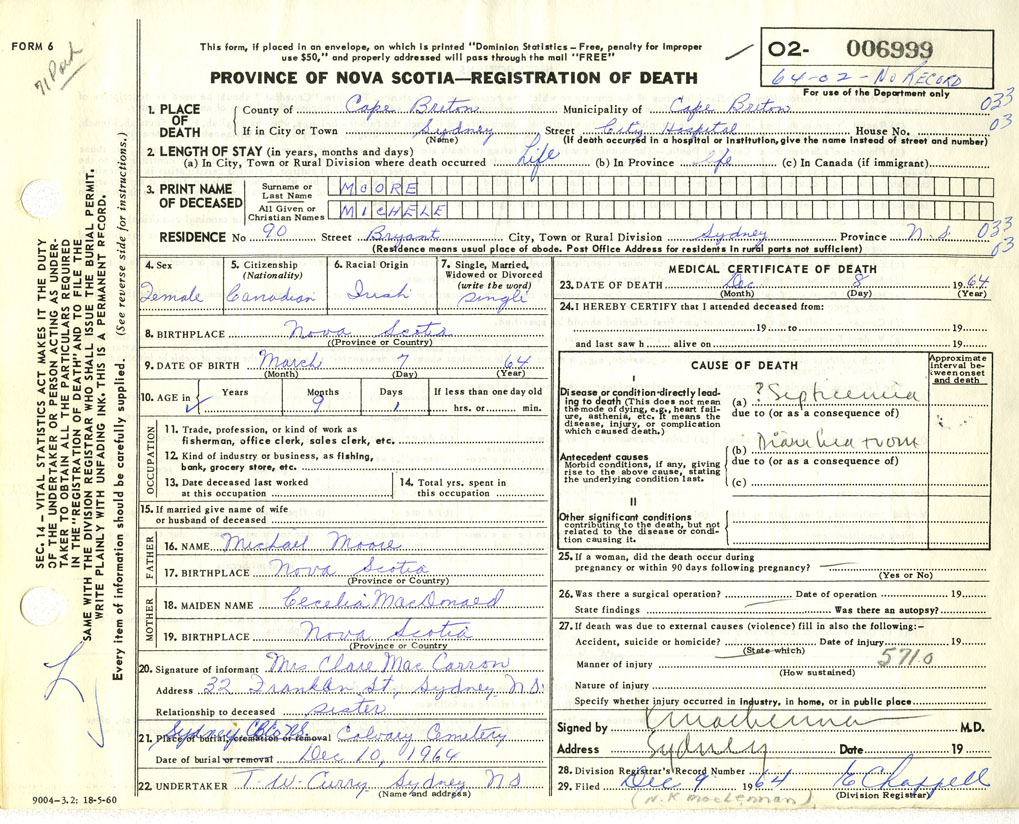 FORM 6
71 Post
This form, if placed in an envelope, on which is printed "Dominion Statistics – Free, penalty for improper
use $50," and properly addressed will pass through the mail "FREE"
PROVINCE OF NOVA SCOTIA—REGISTRATION OF DEATH
02- 006999
64-02-No RECORD
For use of the Department only
1. PLACE OF DEATH County of Cape Breton Municipality of Cape Breton 033
03
If in City or Town Sydney Street City Hospital House No.
(Name) (If death occurred in a hospital or institution, give the name instead of street and number)
2. LENGTH OF STAY (in years, months and days)
(a) In City, Town or Rural Division where death occurred Life (b) In Province Life (c) In Canada (if immigrant)
3. PRINT NAME OF DECEASED Surname or Last Name MOORE
All Given or Christian Names MICHELE
RESIDENCE No 90 Street Bryant City, Town or Rural Division Sydney Province N.S. 033
03
(Residence means usual place of abode. Post Office Address for residents in rural parts not sufficient)
4. Sex Female
5. Citizenship (Nationality) Canadian
6. Racial Origin Irish
7. Single, Married, Widowed or Divorced (write the word) Single
8. BIRTHPLACE Nova Scotia
(Province or Country)
9. DATE OF BIRTH March 7 64
(Month) (Day) (Year)
10. AGE in Years Months 9 Days 1 If less than one day old hrs. or min.
OCCUPATION
11. Trade, profession, or kind of work as
fisherman, office clerk, sales clerk, etc.
12. Kind of industry or business, as fishing,
bank, grocery store, etc.
13. Date deceased last worked
at this occupation
14. Total yrs. spent in
this occupation
15. If married give name of wife
or husband of deceased
FATHER
16. NAME Michael Moore
17. BIRTHPLACE Nova Scotia
(Province or Country)
MOTHER
18. MAIDEN NAME Cecelia MacDonald
19. BIRTHPLACE Nova Scotia
(Province or Country
20. Signature of informant Mrs Clare MacCarron
Address 32 Franklin St, Sydney N.S.
Relationship to deceased sister
21. Place of burial, cremation or removal Sydney CB. N.S. Calvary Cemetery
Date of burial or removal Dec 10, 1964
22. UNDERTAKER T. W. Curry Sydney NS
(Name and address)
9004-3.2: 18-5-60
MEDICAL CERTIFICATE OF DEATH
23. DATE OF DEATH Dec. 8 1964
(Month) (Day) (Year)
24. I HEREBY CERTIFY that I attended deceased from:
19 to 19
and last saw h alive on 19
CAUSE OF DEATH
Approximate interval between onset and death
I
Disease or condition directly leading to death (This does not mean the mode of dying, e.g., heart failure, asthenia, etc. It means the disease, injury, or complication which caused death.)
(a) ? Septicemia
due to (or as a consequence of)
Antecedent causes
Morbid conditions, if any, giving rise to the above cause, stating the underlying condition last.
(b) Diarrhea + vom
due to (or as a consequence of)
(c)
II
Other significant conditions
contributing to the death, but not related to the disease or condition causing it.
25. If a woman, did the death occur during
pregnancy or within 90 days following pregnancy?
(Yes or No)
26. Was there a surgical operation? Date of operation 19
State findings Was there an autopsy?
27. If death was due to external causes (violence) fill in also the following:–
Accident, suicide or homicide? Date of injury 19
(State which) 571.0
Manner of injury
(How sustained)
Nature of injury
Specify whether injury occurred in industry, in home, or in public place
Signed by M.D.
Address Sydney Date 19
28. Division Registrar's Record Number
29. Filed Dec 9 1964 E Chappell
(N.K. MacLennan) (Division Registrar)
SEC. 14 – VITAL STATISTICS ACT MAKES IT THE DUTY
OF THE UNDERTAKER OR PERSON ACTING AS UNDER-
TAKER TO OBTAIN ALL THE PARTICULARS REQUIRED
IN THE "REGISTRATION OF DEATH" AND TO FILE THE
SAME WITH THE DIVISION REGISTRAR WHO SHALL ISSUE THE BURIAL PERMIT.
WRITE PLAINLY WITH UNFADING INK. THIS IS A PERMANENT RECORD.
Every item of information should be carefully supplied. (See reverse side for instructions.)